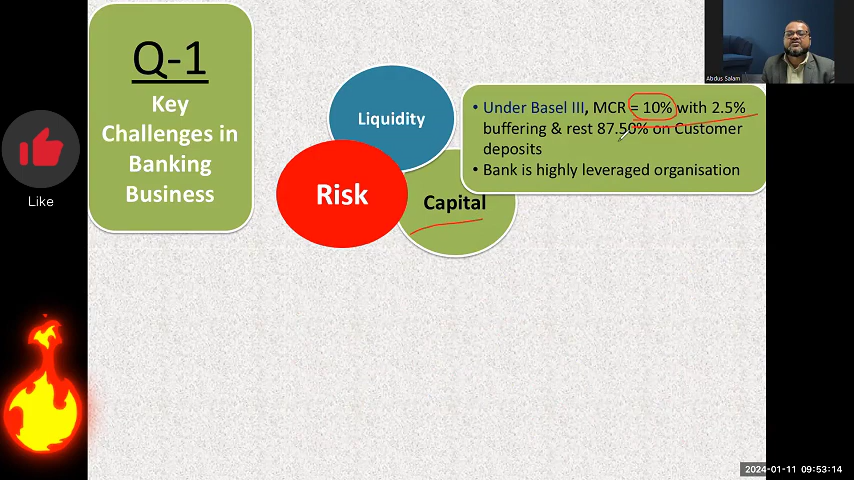 Q-1
Key
Challenges in
Banking
Business
Liquidity
Risk
Capital
• Under Basel III, MCR = 10% with 2.5%
buffering & rest 87.50% on Customer
deposits
• Bank is highly leveraged organisation
Abdus Salam
Like
2024-01-11 09:53:14